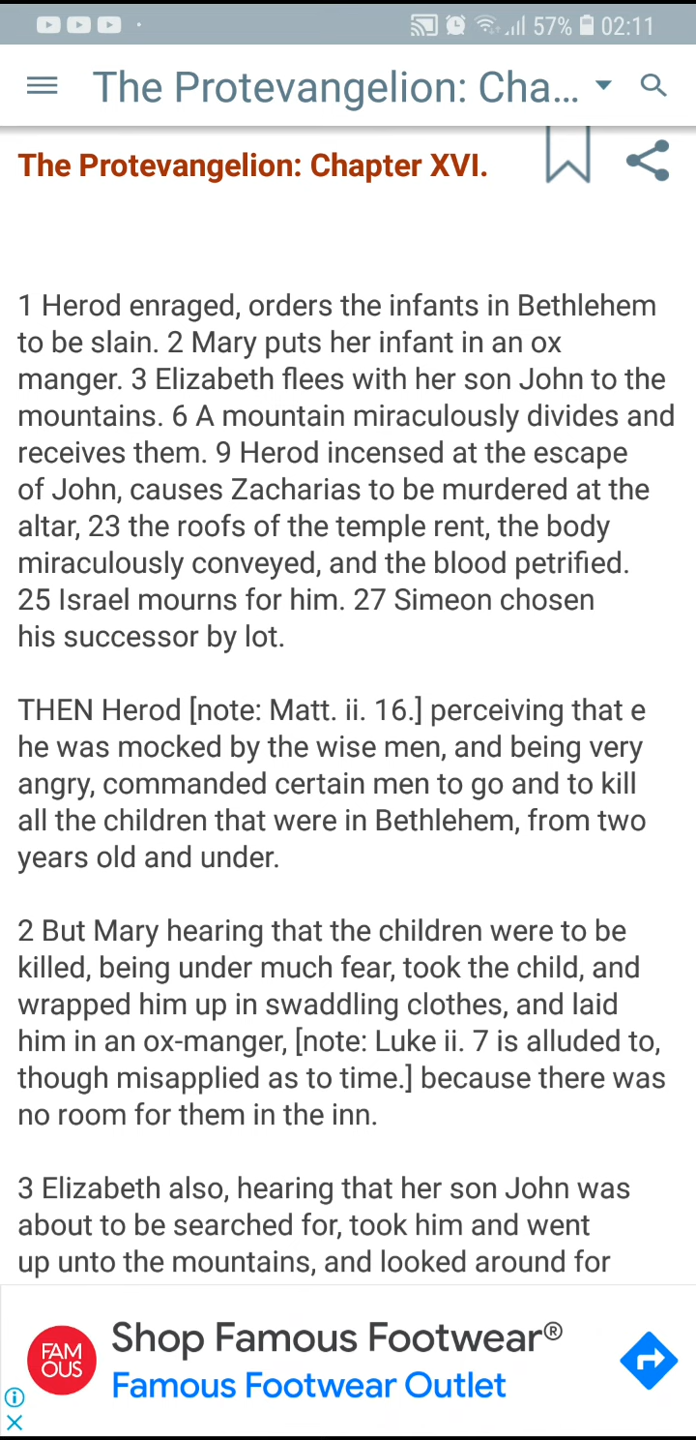 57% 02:11
The Protevangelion: Cha...
The Protevangelion: Chapter XVI.
1 Herod enraged, orders the infants in Bethlehem
to be slain. 2 Mary puts her infant in an ox
manger. 3 Elizabeth flees with her son John to the
mountains. 6 A mountain miraculously divides and
receives them. 9 Herod incensed at the escape
of John, causes Zacharias to be murdered at the
altar, 23 the roofs of the temple rent, the body
miraculously conveyed, and the blood petrified.
25 Israel mourns for him. 27 Simeon chosen
his successor by lot.
THEN Herod [note: Matt. ii. 16.] perceiving that e
he was mocked by the wise men, and being very
angry, commanded certain men to go and to kill
all the children that were in Bethlehem, from two
years old and under.
2 But Mary hearing that the children were to be
killed, being under much fear, took the child, and
wrapped him up in swaddling clothes, and laid
him in an ox-manger, [note: Luke ii. 7 is alluded to,
though misapplied as to time.] because there was
no room for them in the inn.
3 Elizabeth also, hearing that her son John was
about to be searched for, took him and went
up unto the mountains, and looked around for
FAM
OUS
Shop Famous Footwear®
Famous Footwear Outlet